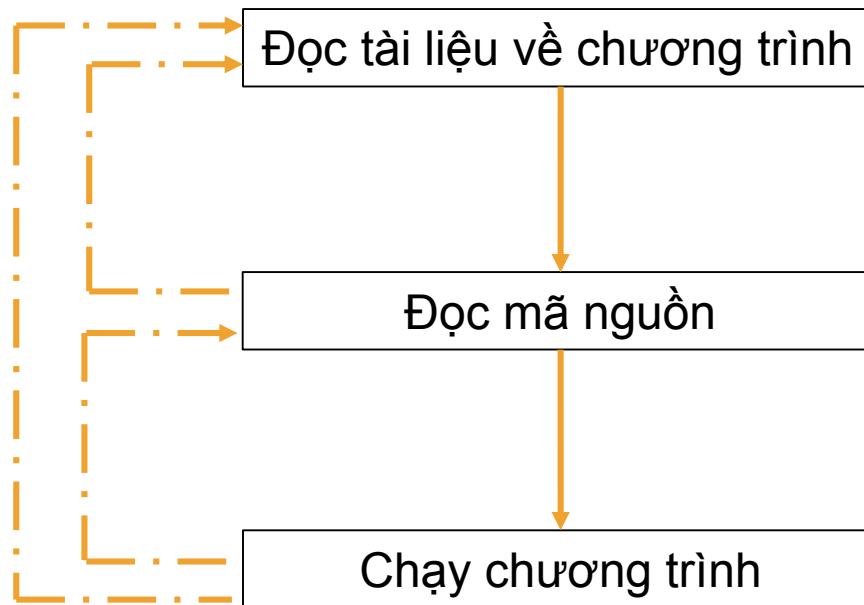 Đọc tài liệu về chương trình
Đọc mã nguồn
Chạy chương trình